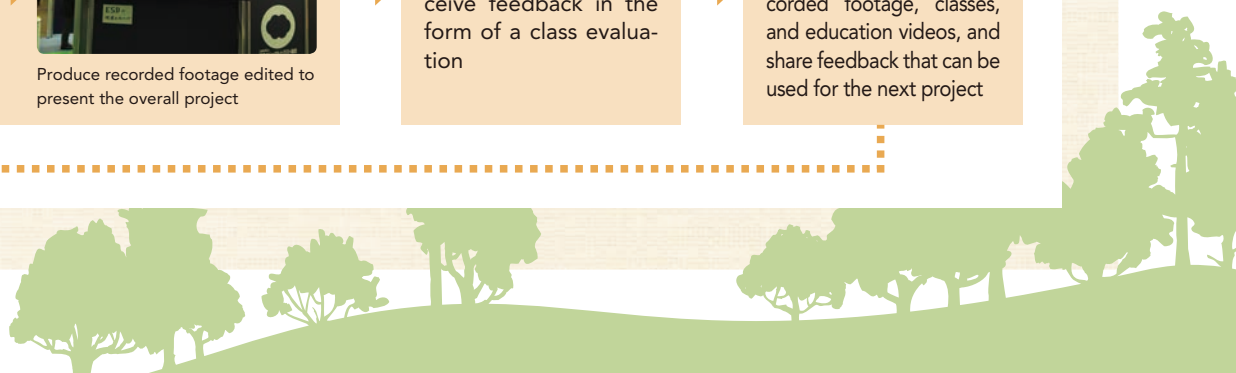 ESD
Produce recorded footage edited to
present the overall project
ceive feedback in the
form of a class evalua-
tion
corded footage, classes,
and education videos, and
share feedback that can be
used for the next project